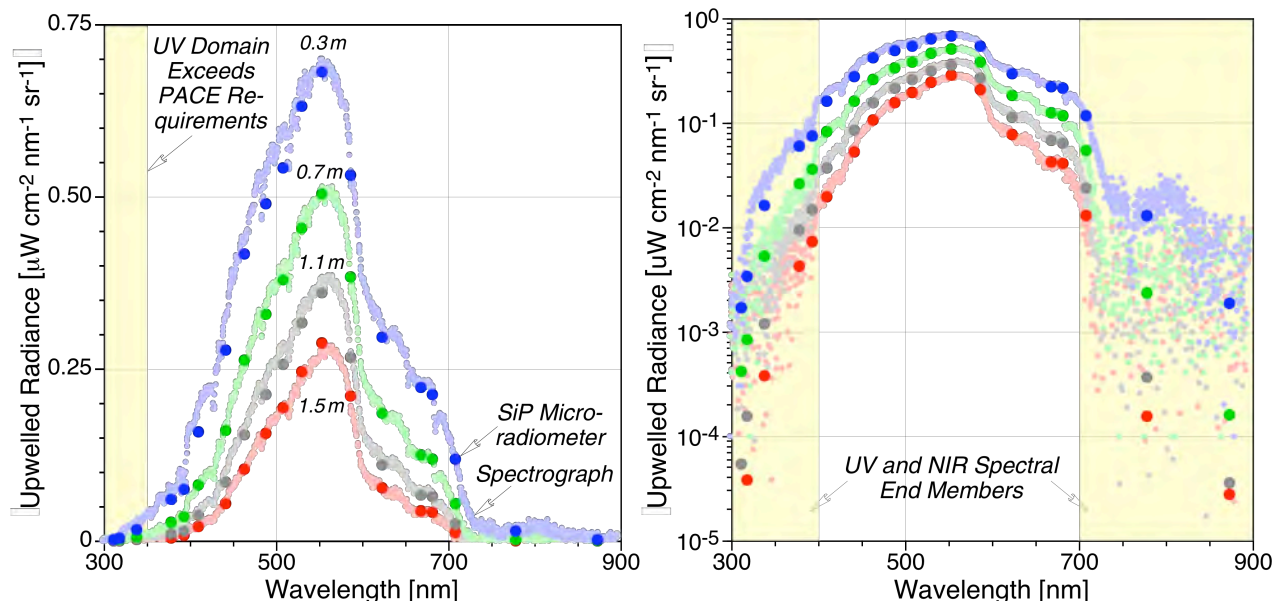 0.75
0.50
0.25
0
300
500
700
900
Wavelength [nm]
[Upwelled Radiance [µW cm-2 nm-1 sr-1]]
UV Domain
Exceeds
PACE Re-
quirements
0.3 m
0.7 m
1.1 m
1.5 m
SiP Micro-
radiometer
Spectrograph
10^0
10^-1
10^-2
10^-3
10^-4
10^-5
300
500
700
900
Wavelength [nm]
[Upwelled Radiance [µW cm-2 nm-1 sr-1]]
UV and NIR Spectral
End Members